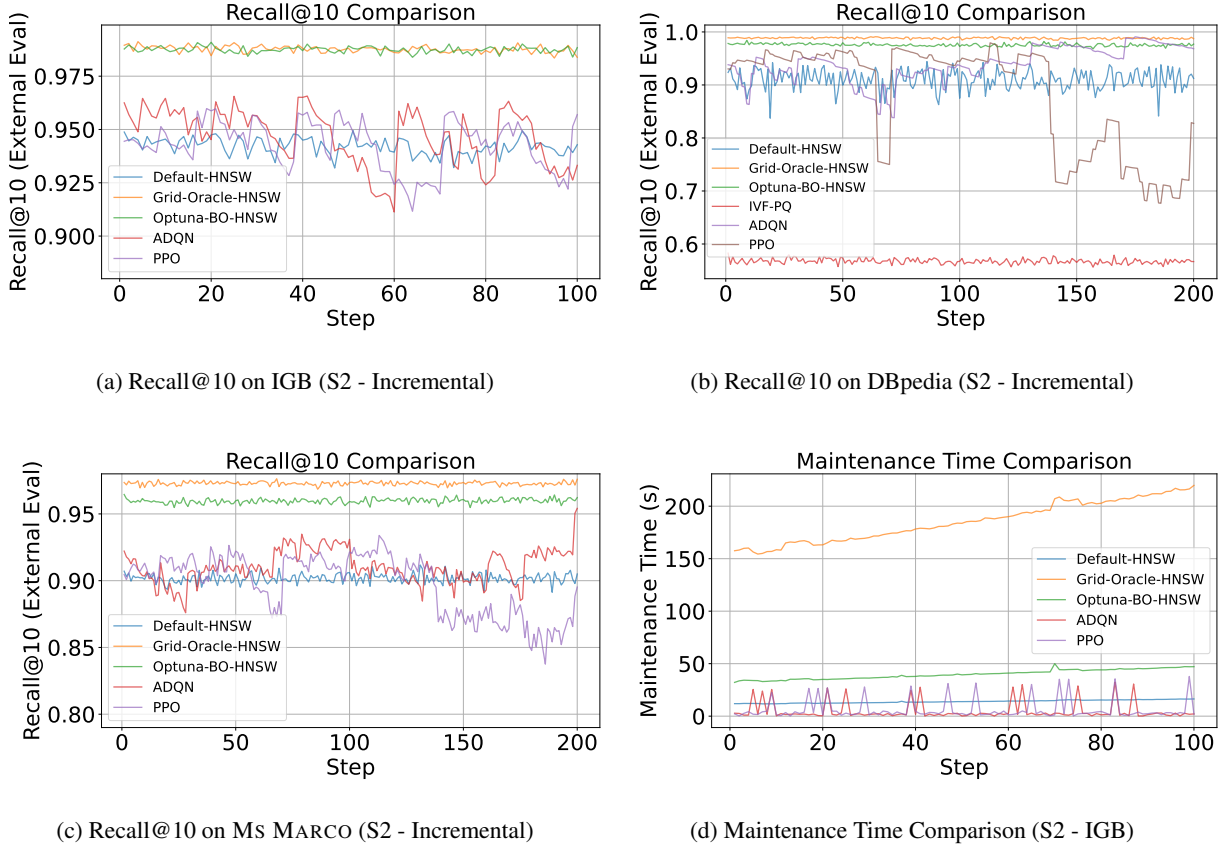 Recall@10 Comparison
Recall@10 (External Eval)
0.975
0.950
0.925
0.900
Default-HNSW
Grid-Oracle-HNSW
Optuna-BO-HNSW
ADQN
PPO
0 20 40 60 80 100
Step
(a) Recall@10 on IGB (S2 - Incremental)
Recall@10 Comparison
Recall@10 (External Eval)
1.0
0.9
0.8
0.7
0.6
Default-HNSW
Grid-Oracle-HNSW
Optuna-BO-HNSW
IVF-PQ
ADQN
PPO
0 50 100 150 200
Step
(b) Recall@10 on DBpedia (S2 - Incremental)
Recall@10 Comparison
Recall@10 (External Eval)
0.95
0.90
0.85
0.80
Default-HNSW
Grid-Oracle-HNSW
Optuna-BO-HNSW
ADQN
PPO
0 50 100 150 200
Step
(c) Recall@10 on MS MARCO (S2 - Incremental)
Maintenance Time Comparison
Maintenance Time (s)
200
150
100
50
0
Default-HNSW
Grid-Oracle-HNSW
Optuna-BO-HNSW
ADQN
PPO
0 20 40 60 80 100
Step
(d) Maintenance Time Comparison (S2 - IGB)